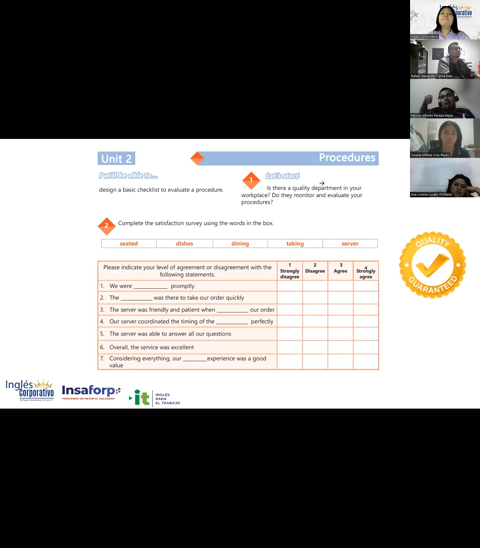 Inglés
Corporativo
Unit 2
Procedures
I will be able to...
design a basic checklist to evaluate a procedure.
1
Let's start
Is there a quality department in your
workplace? Do they monitor and evaluate your
procedures?
2
Complete the satisfaction survey using the words in the box.
seated dishes dining taking server
Please indicate your level of agreement or disagreement with the
following statements.
1
Strongly
disagree
2
Disagree
3
Agree
4
Strongly
agree
1. We were ____________ promptly
2. The ___________ was there to take our order quickly
3. The server was friendly and patient when ___________ our order
4. Our server coordinated the timing of the ___________ perfectly
5. The server was able to answer all our questions
6. Overall, the service was excellent
7. Considering everything, our ________experience was a good
value
QUALITY
GUARANTEED
Inglés
Corporativo
Insaforp
it
INGLÉS
PARA
EL TRABAJO